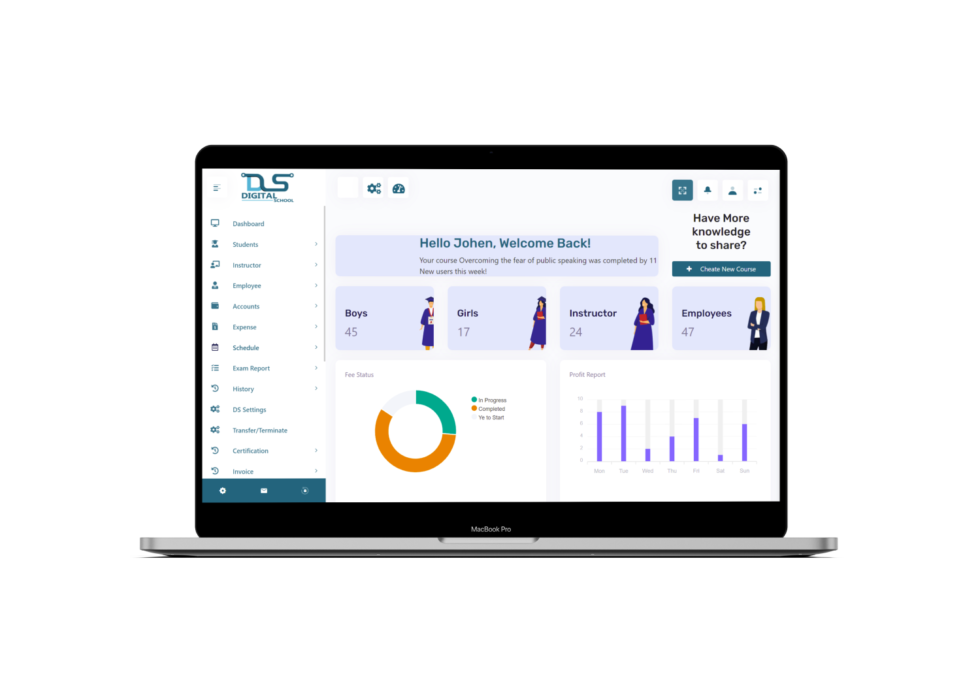 DLS
DIGITAL
SCHOOL
Dashboard
Students
Instructor
Employee
Accounts
Expense
Schedule
Exam Report
History
DS Settings
Transfer/Terminate
Certification
Invoice
Hello Johen, Welcome Back!
Your course Overcoming the fear of public speaking was completed by 11
New users this week!
Have More
knowledge
to share?
+ Cheate New Course
Boys
45
Girls
17
Instructor
24
Employees
47
Fee Status
In Progress
Completed
Ye to Start
Profit Report
10
8
6
4
2
0
Mon Tue Wed Tho Fri Sat Son
MacBook Pro